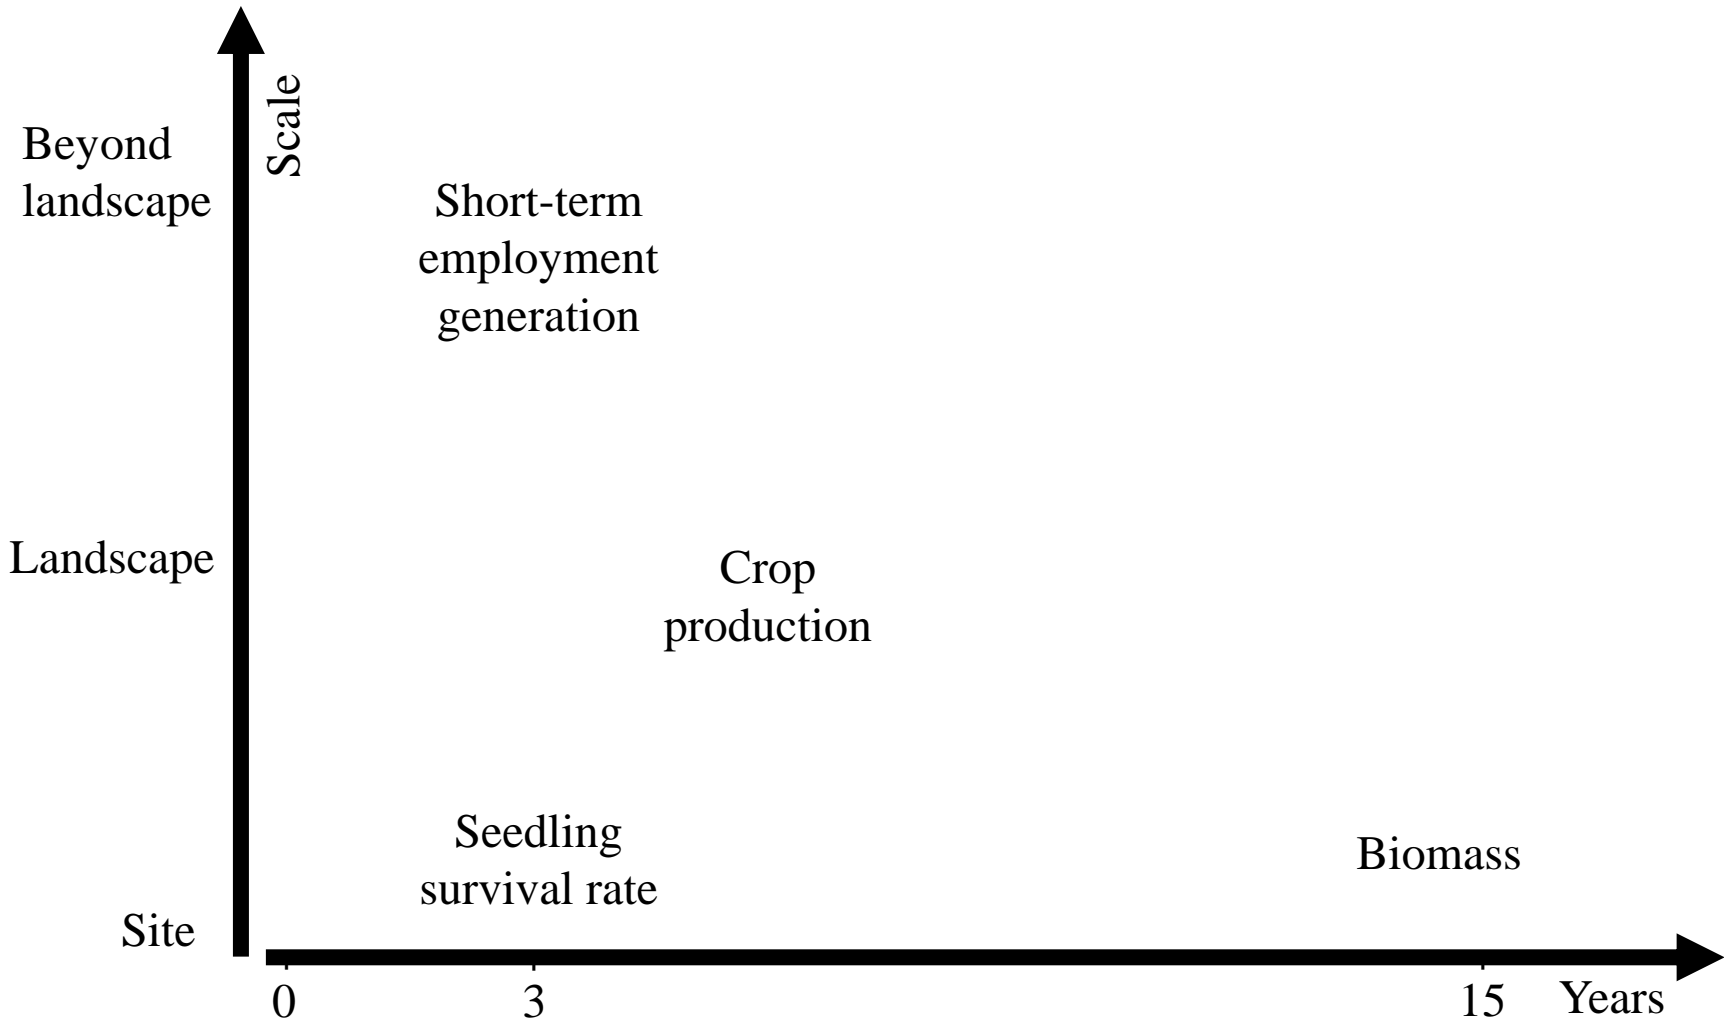 Scale
Beyond
landscape
Short-term
employment
generation
Landscape
Crop
production
Seedling
survival rate
Biomass
Site
0
3
15
Years